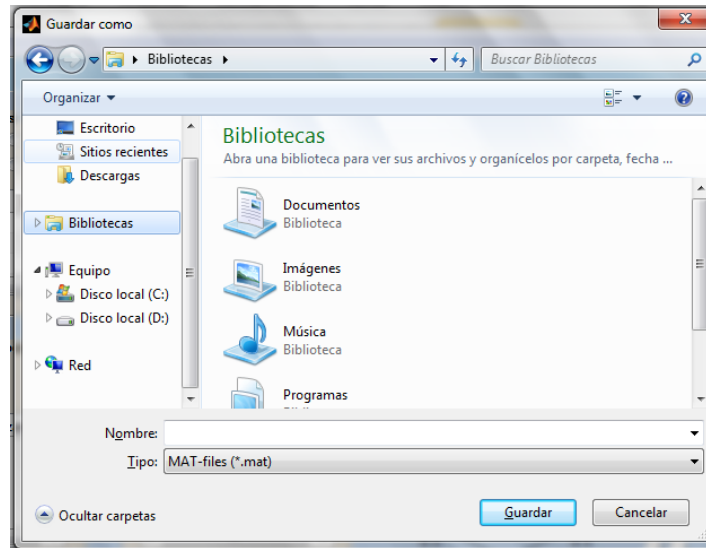 Guardar como
Bibliotecas
Buscar Bibliotecas
Organizar
Escritorio
Sitios recientes
Descargas
Bibliotecas
Equipo
Disco local (C:)
Disco local (D:)
Red
Bibliotecas
Abra una biblioteca para ver sus archivos y organícelos por carpeta, fecha ...
Documentos
Biblioteca
Imágenes
Biblioteca
Música
Biblioteca
Programas
Nombre:
Tipo: MAT-files (*.mat)
Ocultar carpetas
Guardar
Cancelar